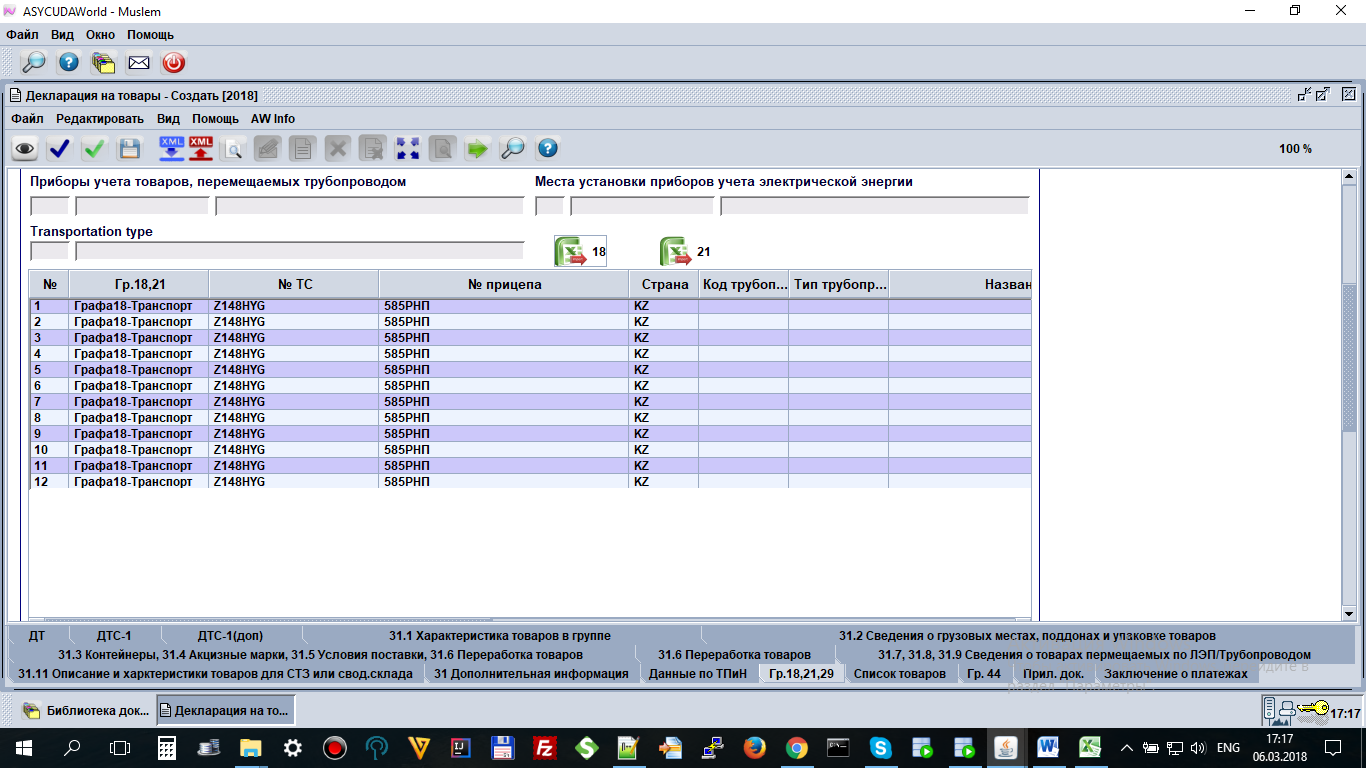 ASYCUDAWorld - Muslem
Файл Вид Окно Помощь
Декларация на товары - Создать [2018]
Файл Редактировать Вид Помощь AW Info
XML XML 100 %
Приборы учета товаров, перемещаемых трубопроводом Места установки приборов учета электрической энергии
Transportation type
18 21
№ Гр.18,21 № ТС № прицепа Страна Код трубоп... Тип трубопр... Назван
1 Графа18-Транспорт Z148HYG 585РНП KZ
2 Графа18-Транспорт Z148HYG 585РНП KZ
3 Графа18-Транспорт Z148HYG 585РНП KZ
4 Графа18-Транспорт Z148HYG 585РНП KZ
5 Графа18-Транспорт Z148HYG 585РНП KZ
6 Графа18-Транспорт Z148HYG 585РНП KZ
7 Графа18-Транспорт Z148HYG 585РНП KZ
8 Графа18-Транспорт Z148HYG 585РНП KZ
9 Графа18-Транспорт Z148HYG 585РНП KZ
10 Графа18-Транспорт Z148HYG 585РНП KZ
11 Графа18-Транспорт Z148HYG 585РНП KZ
12 Графа18-Транспорт Z148HYG 585РНП KZ
ДТ ДТС-1 ДТС-1(доп) 31.1 Характеристика товаров в группе 31.2 Сведения о грузовых местах, поддонах и упаковке товаров
31.3 Контейнеры, 31.4 Акцизные марки, 31.5 Условия поставки, 31.6 Переработка товаров 31.6 Переработка товаров 31.7, 31.8, 31.9 Сведения о товарах пермещаемых по ЛЭП/Трубопроводом
31.11 Описание и харктеристики товаров для СТЗ или свод.склада 31 Дополнительная информация Данные по ТПиН Гр.18,21,29 Список товаров Гр. 44 Прил. док. Заключение о платежах
Библиотека док... Декларация на то... 17:17
ENG 17:17
06.03.2018